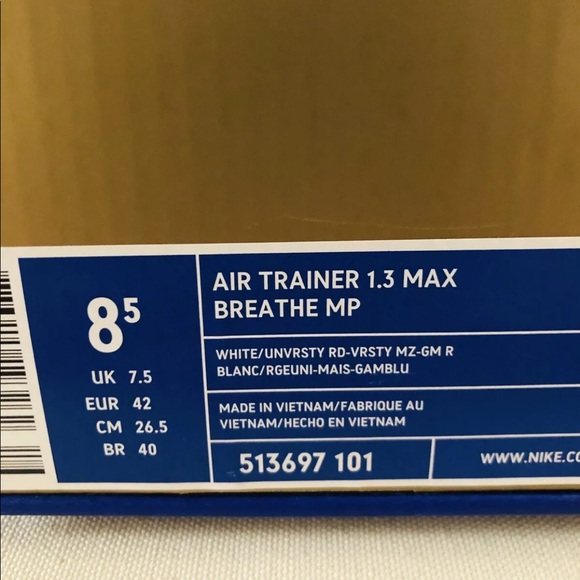 8⁵
UK 7.5
EUR 42
CM 26.5
BR 40
AIR TRAINER 1.3 MAX
BREATHE MP
WHITE/UNVRSTY RD-VRSTY MZ-GM R
BLANC/RGEUNI-MAIS-GAMBLU
MADE IN VIETNAM/FABRIQUE AU
VIETNAM/HECHO EN VIETNAM
513697 101
WWW.NIKE.CO